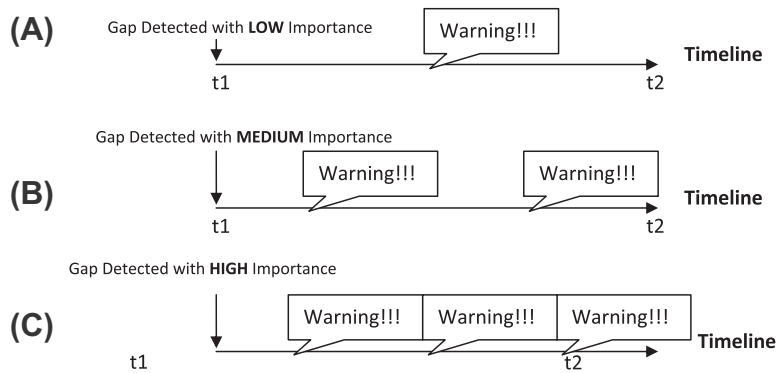 (A)
Gap Detected with LOW Importance
Warning!!!
Timeline
t1
t2
Gap Detected with MEDIUM Importance
(B)
Warning!!!
Warning!!!
Timeline
t1
t2
Gap Detected with HIGH Importance
(C)
Warning!!!
Warning!!!
Warning!!!
Timeline
t1
t2